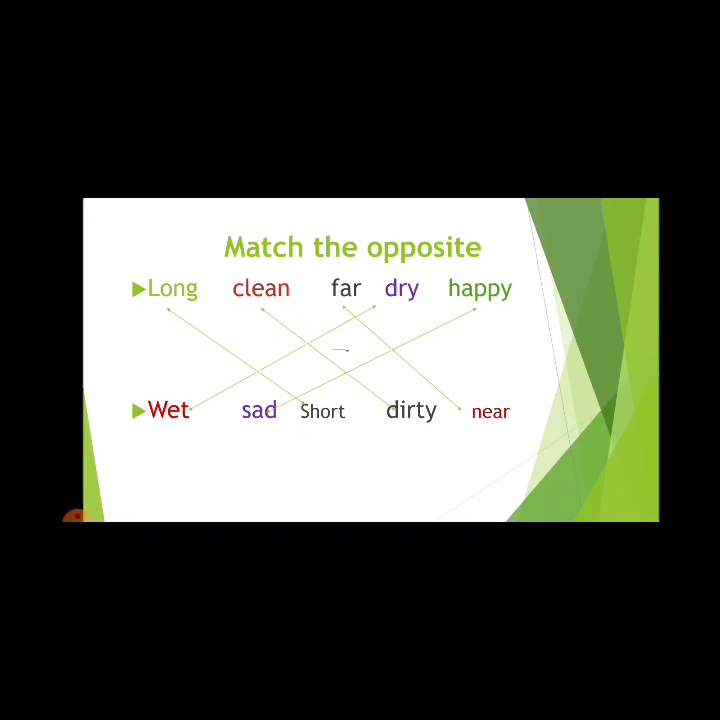 Match the opposite
Long clean far dry happy
Wet sad Short dirty near